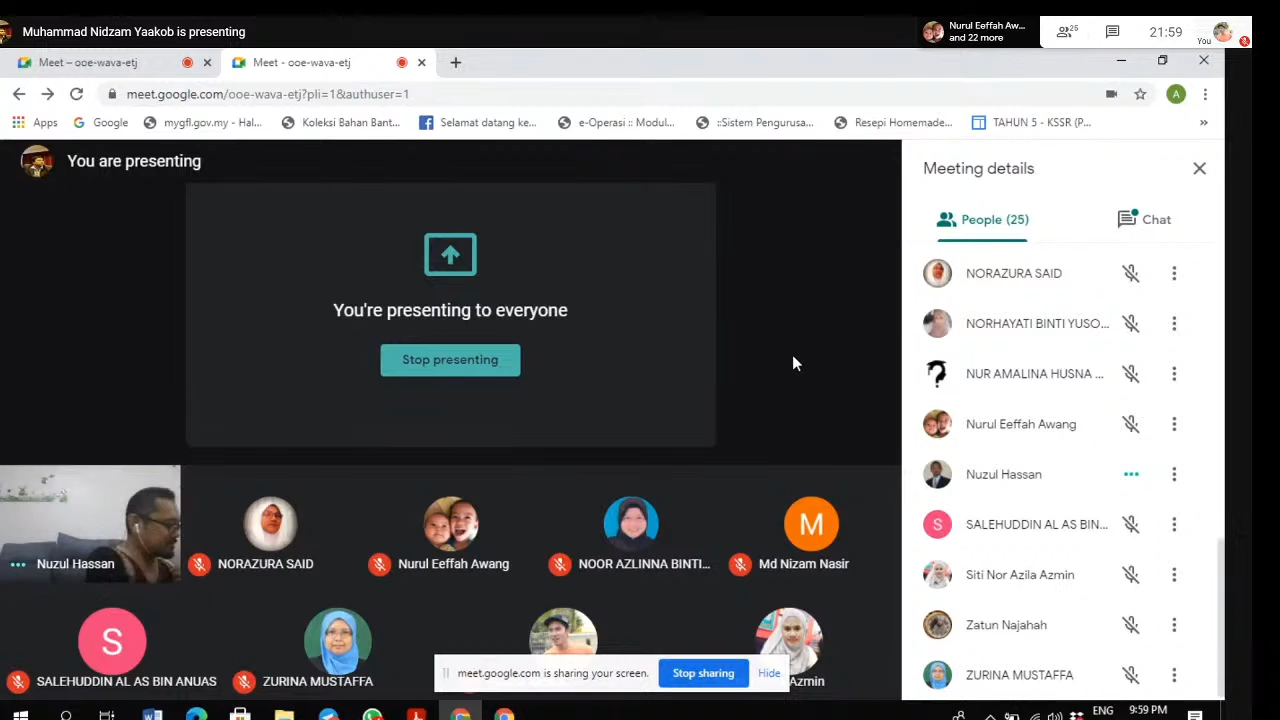 Muhammad Nidzam Yaakob is presenting
Nurul Eeffah Aw...
and 22 more
25
21:59
You
Meet – ooe-wava-etj
Meet - ooe-wava-etj
meet.google.com/ooe-wava-etj?pli=1&authuser=1
A
Apps
Google
mygfl.gov.my - Hal...
Koleksi Bahan Bant...
Selamat datang ke...
e-Operasi :: Modul...
::Sistem Pengurusa...
Resepi Homemade...
TAHUN 5 - KSSR (P...
»
You are presenting
You're presenting to everyone
Stop presenting
Meeting details
People (25)
Chat
NORAZURA SAID
NORHAYATI BINTI YUSO...
NUR AMALINA HUSNA ...
Nurul Eeffah Awang
Nuzul Hassan
S
SALEHUDDIN AL AS BIN...
Siti Nor Azila Azmin
Zatun Najahah
ZURINA MUSTAFFA
Nuzul Hassan
NORAZURA SAID
Nurul Eeffah Awang
NOOR AZLINNA BINTI...
M
Md Nizam Nasir
S
SALEHUDDIN AL AS BIN ANUAS
ZURINA MUSTAFFA
Azmin
meet.google.com is sharing your screen.
Stop sharing
Hide
ENG
9:59 PM